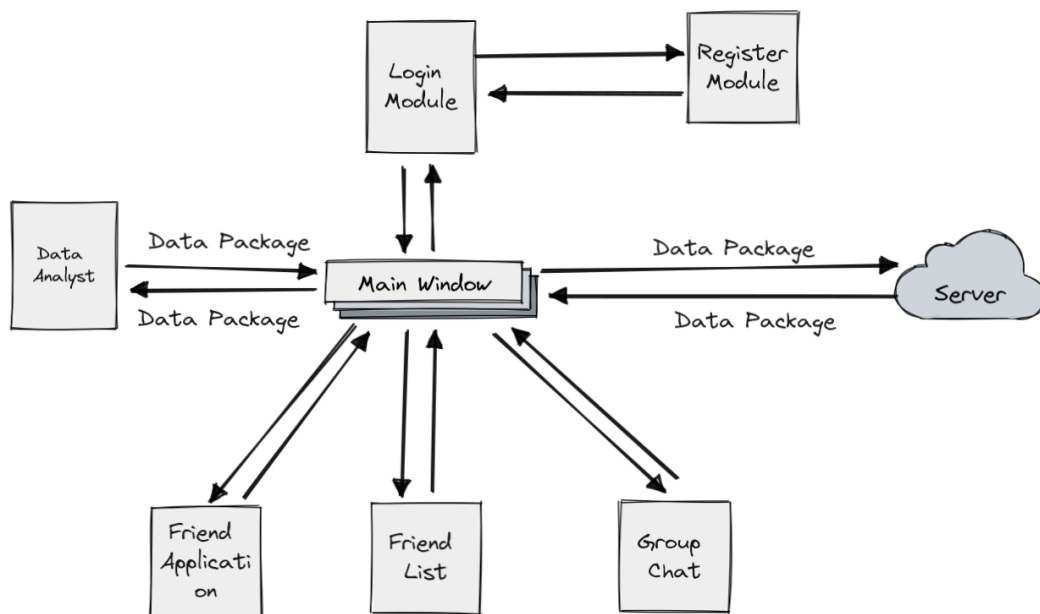 Login
Module
Register
Module
Data
Analyst
Data Package
Data Package
Main Window
Data Package
Data Package
Server
Friend
Applicati
on
Friend
List
Group
Chat